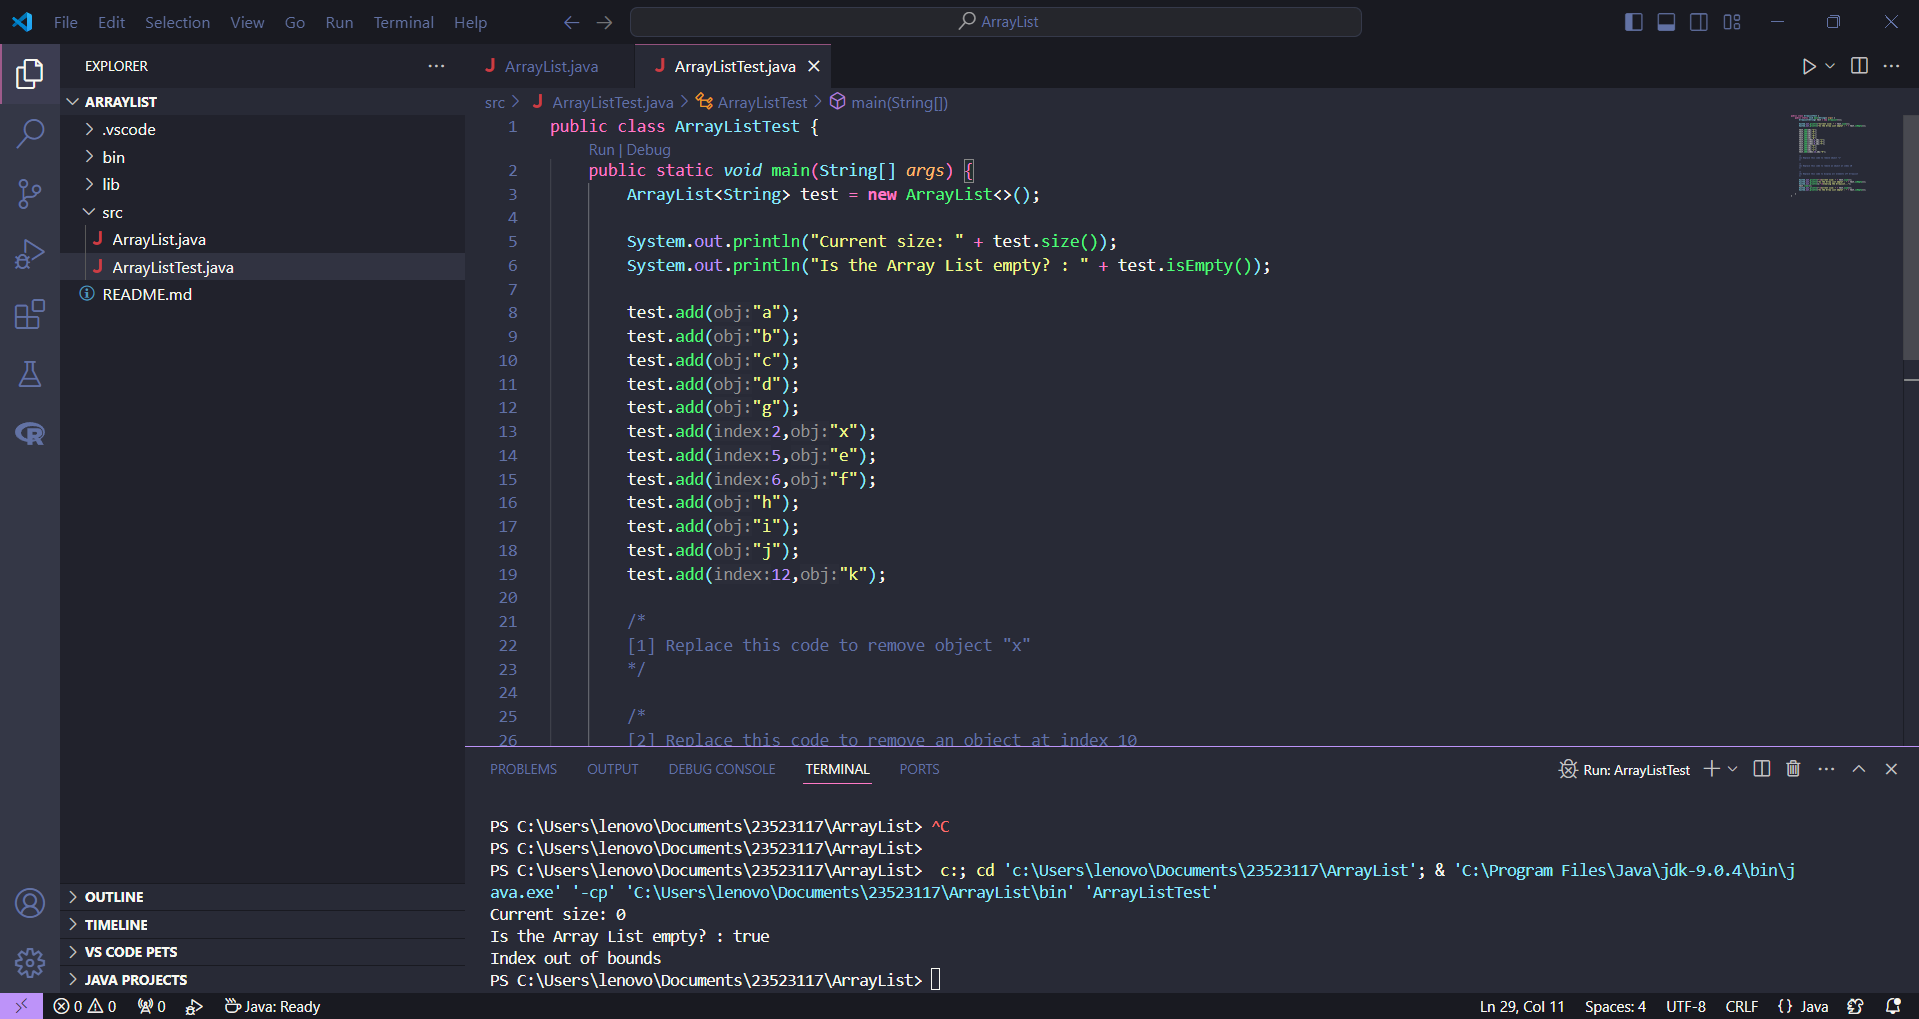 File Edit Selection View Go Run Terminal Help ArrayList
EXPLORER
ARRAYLIST
.vscode
bin
lib
src
ArrayList.java
ArrayListTest.java
README.md
OUTLINE
TIMELINE
VS CODE PETS
JAVA PROJECTS
ArrayList.java ArrayListTest.java
src > ArrayListTest.java > ArrayListTest > main(String[])
1 public class ArrayListTest {
Run | Debug
2 public static void main(String[] args) {
3 ArrayList<String> test = new ArrayList<>();
4
5 System.out.println("Current size: " + test.size());
6 System.out.println("Is the Array List empty? : " + test.isEmpty());
7
8 test.add(obj:"a");
9 test.add(obj:"b");
10 test.add(obj:"c");
11 test.add(obj:"d");
12 test.add(obj:"g");
13 test.add(index:2,obj:"x");
14 test.add(index:5,obj:"e");
15 test.add(index:6,obj:"f");
16 test.add(obj:"h");
17 test.add(obj:"i");
18 test.add(obj:"j");
19 test.add(index:12,obj:"k");
20
21 /*
22 [1] Replace this code to remove object "x"
23 */
24
25 /*
26 [2] Replace this code to remove an object at index 10
PROBLEMS OUTPUT DEBUG CONSOLE TERMINAL PORTS
Run: ArrayListTest
PS C:\Users\lenovo\Documents\23523117\ArrayList> ^C
PS C:\Users\lenovo\Documents\23523117\ArrayList>
PS C:\Users\lenovo\Documents\23523117\ArrayList>  c:; cd 'c:\Users\lenovo\Documents\23523117\ArrayList'; & 'C:\Program Files\Java\jdk-9.0.4\bin\j
ava.exe' '-cp' 'C:\Users\lenovo\Documents\23523117\ArrayList\bin' 'ArrayListTest'
Current size: 0
Is the Array List empty? : true
Index out of bounds
PS C:\Users\lenovo\Documents\23523117\ArrayList>
0 0 0 Java: Ready Ln 29, Col 11 Spaces: 4 UTF-8 CRLF {} Java